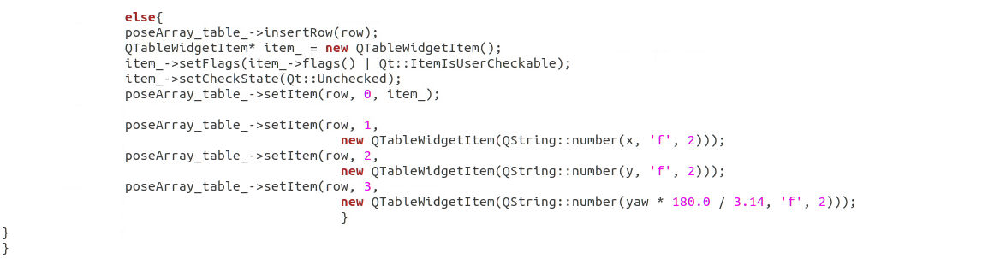 else{
poseArray_table_->insertRow(row);
QTableWidgetItem* item_ = new QTableWidgetItem();
item_->setFlags(item_->flags() | Qt::ItemIsUserCheckable);
item_->setCheckState(Qt::Unchecked);
poseArray_table_->setItem(row, 0, item_);
poseArray_table_->setItem(row, 1,
new QTableWidgetItem(QString::number(x, 'f', 2)));
poseArray_table_->setItem(row, 2,
new QTableWidgetItem(QString::number(y, 'f', 2)));
poseArray_table_->setItem(row, 3,
new QTableWidgetItem(QString::number(yaw * 180.0 / 3.14, 'f', 2)));
}
}
}